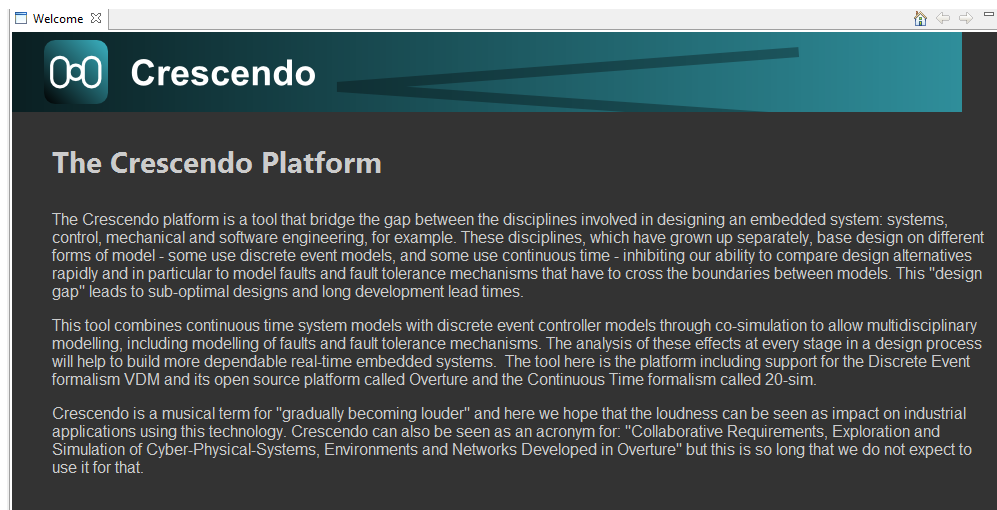 Welcome
Crescendo
The Crescendo Platform
The Crescendo platform is a tool that bridge the gap between the disciplines involved in designing an embedded system: systems,
control, mechanical and software engineering, for example. These disciplines, which have grown up separately, base design on different
forms of model - some use discrete event models, and some use continuous time - inhibiting our ability to compare design alternatives
rapidly and in particular to model faults and fault tolerance mechanisms that have to cross the boundaries between models. This "design
gap" leads to sub-optimal designs and long development lead times.
This tool combines continuous time system models with discrete event controller models through co-simulation to allow multidisciplinary
modelling, including modelling of faults and fault tolerance mechanisms. The analysis of these effects at every stage in a design process
will help to build more dependable real-time embedded systems.  The tool here is the platform including support for the Discrete Event
formalism VDM and its open source platform called Overture and the Continuous Time formalism called 20-sim.
Crescendo is a musical term for "gradually becoming louder" and here we hope that the loudness can be seen as impact on industrial
applications using this technology. Crescendo can also be seen as an acronym for: "Collaborative Requirements, Exploration and
Simulation of Cyber-Physical-Systems, Environments and Networks Developed in Overture" but this is so long that we do not expect to
use it for that.